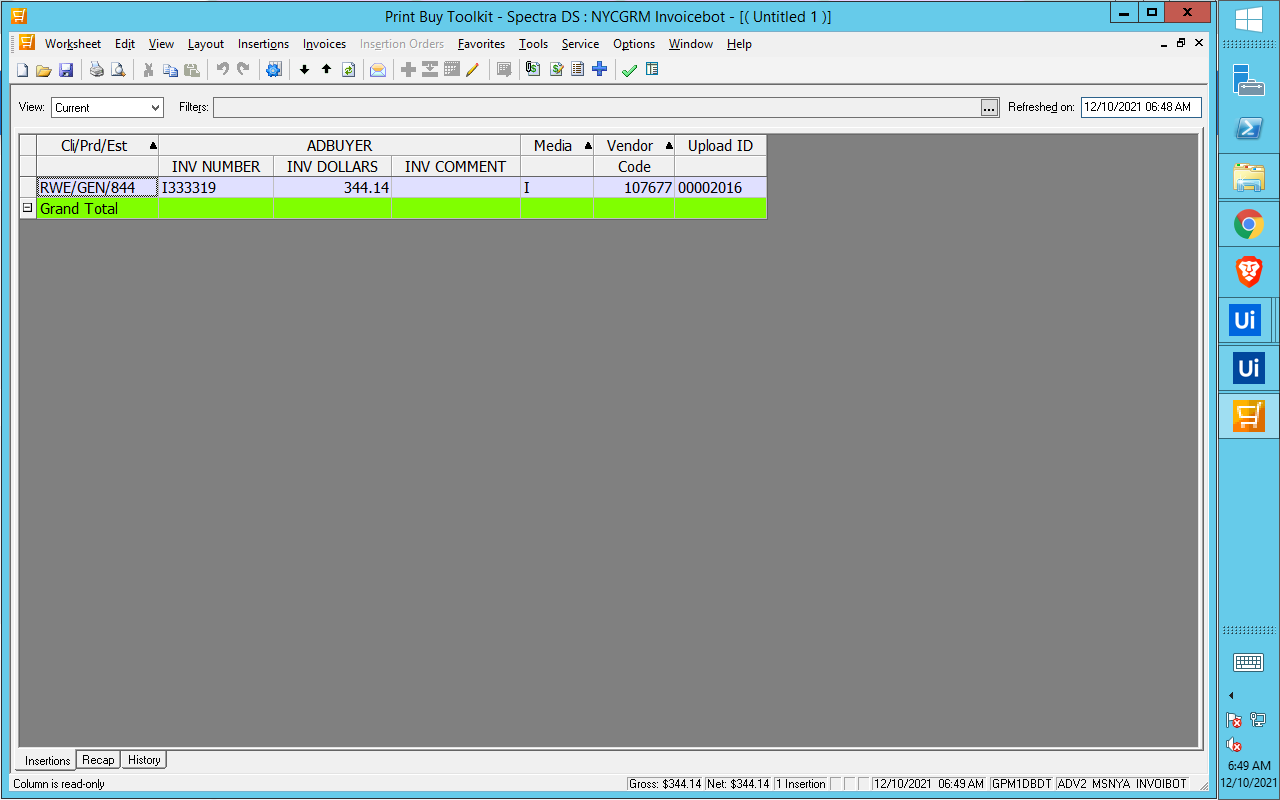 Print Buy Toolkit - Spectra DS : NYCGRM Invoicebot - [( Untitled 1 )]
Worksheet Edit View Layout Insertions Invoices Insertion Orders Favorites Tools Service Options Window Help
View: Current Filters: ... Refreshed on: 12/10/2021 06:48 AM
Cli/Prd/Est ADBUYER Media Vendor Upload ID
INV NUMBER INV DOLLARS INV COMMENT Code
RWE/GEN/844 I333319 344.14 I 107677 00002016
Grand Total
Ui
Ui
Insertions Recap History
Column is read-only Gross: $344.14 Net: $344.14 1 Insertion 12/10/2021 06:49 AM GPM1DBDT ADV2 MSNYA INVOIBOT
6:49 AM
12/10/2021